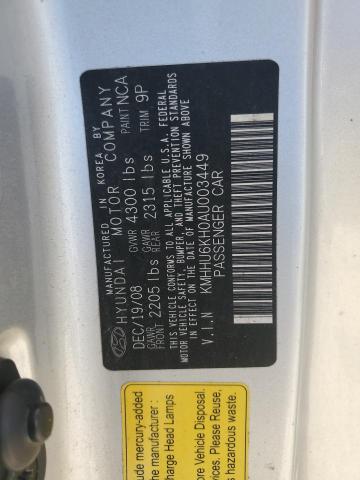 MANUFACTURED IN KOREA BY
HYUNDAI MOTOR COMPANY
DEC/19/08 GVWR 4300 lbs PAINT NCA
GAWR FRONT 2205 lbs GAWR REAR 2315 lbs TRIM 9P
THIS VEHICLE CONFORMS TO ALL APPLICABLE U.S.A. FEDERAL
MOTOR VEHICLE SAFETY, BUMPER, AND THEFT PREVENTION STANDARDS
IN EFFECT ON THE DATE OF MANUFACTURE SHOWN ABOVE
V.I.N KMHHU6KH0AU003449
PASSENGER CAR
ude mercury-added
the manufacturer :
charge Head Lamps
ore Vehicle Disposal.
ices. Please Reuse,
s hazardous waste.